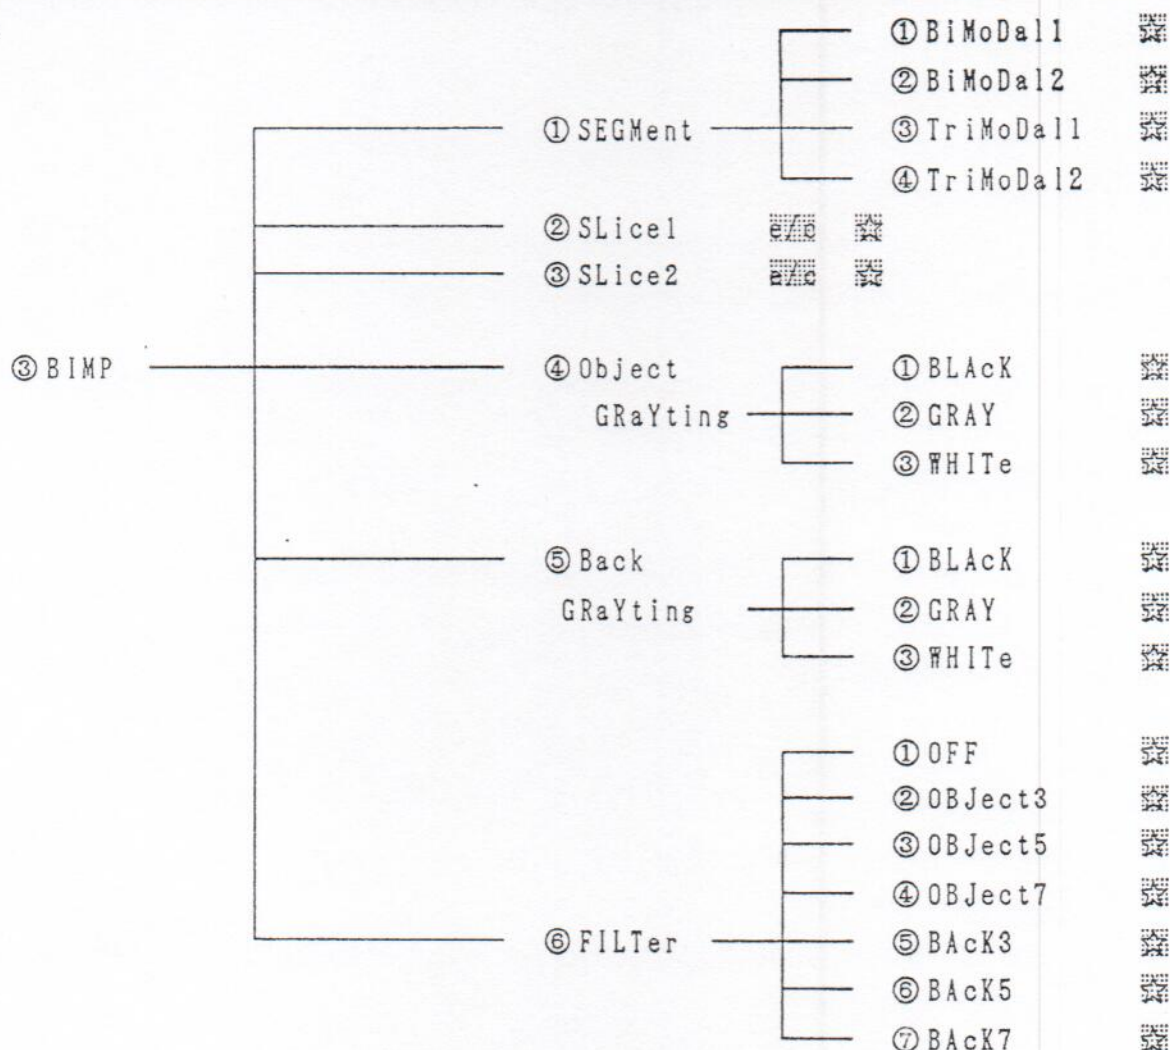 ①BiMoDal1 ☆
②BiMoDal2 ☆
①SEGMent ③TriMoDal1 ☆
④TriMoDal2 ☆
②SLice1 ☆
③SLice2 e/c ☆
③BIMP ④Object ①BLAcK ☆
GRaYting ②GRAY ☆
③WHITe ☆
⑤Back ①BLAcK ☆
GRaYting ②GRAY ☆
③WHITe ☆
①OFF ☆
②OBJect3 ☆
③OBJect5 ☆
④OBJect7 ☆
⑥FILTer ⑤BAcK3 ☆
⑥BAcK5 ☆
⑦BAcK7 ☆